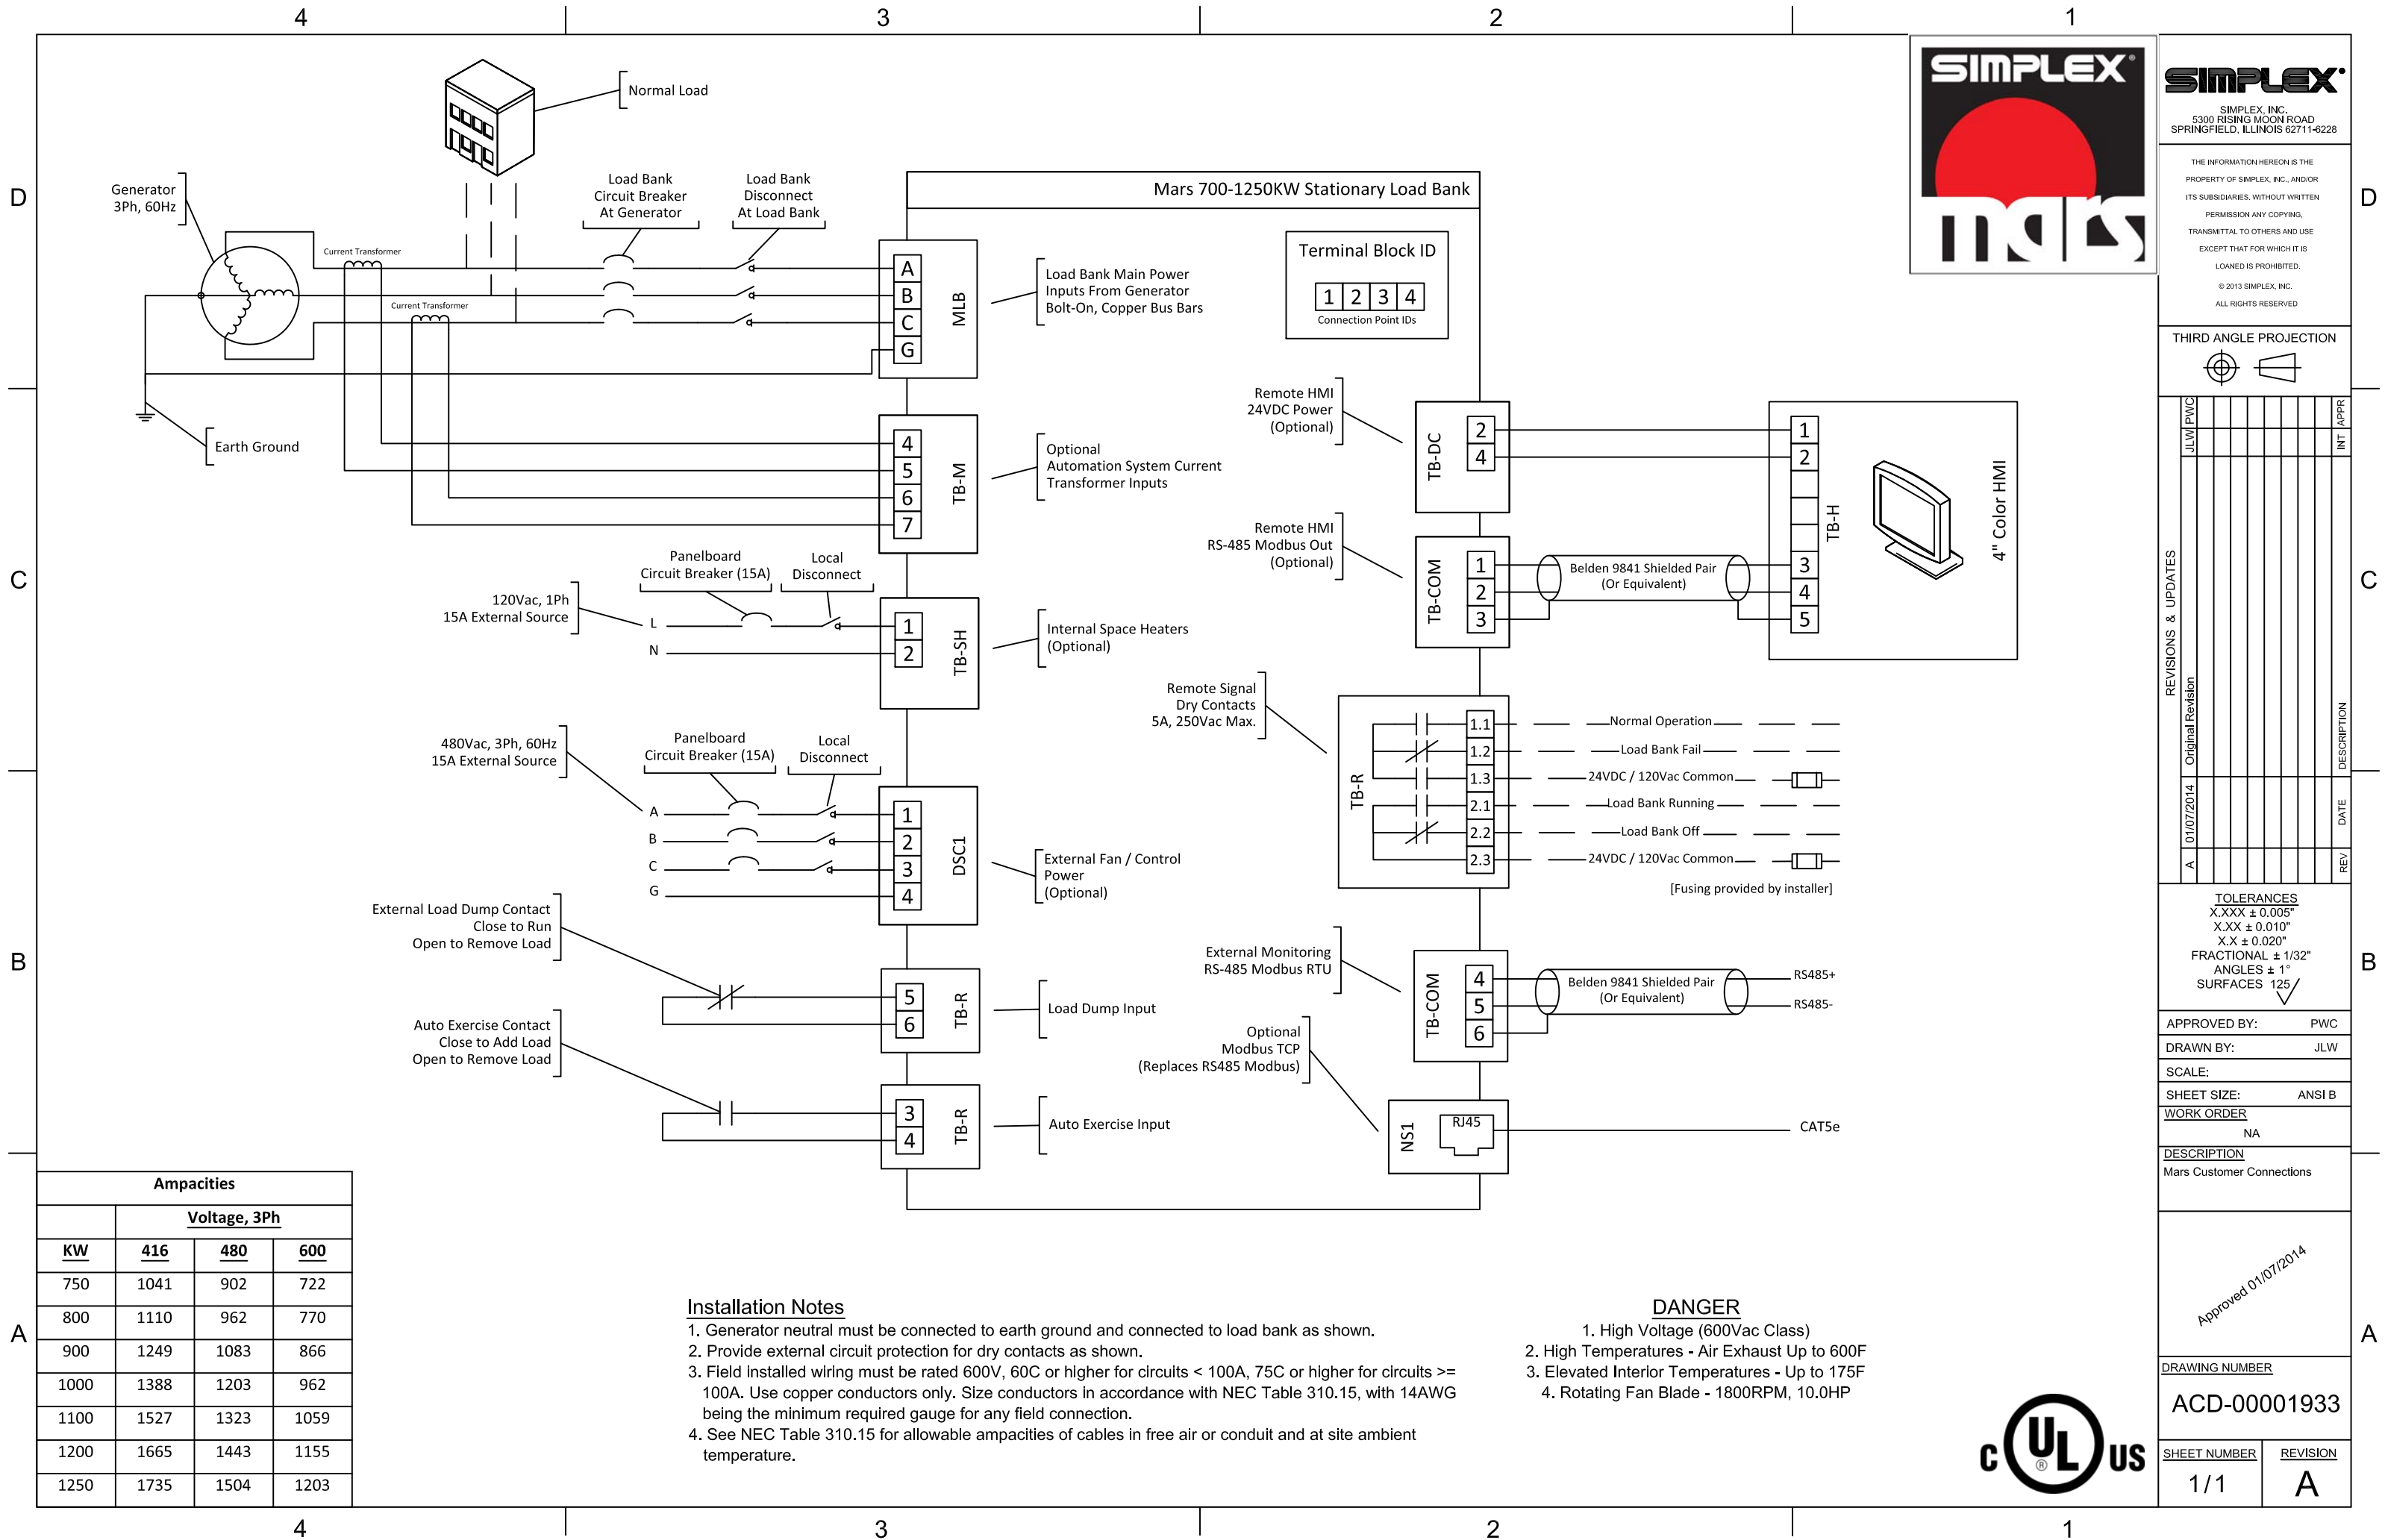 4
3
2
1
D
C
B
A
D
C
B
A
4
3
2
1
Normal Load
Generator
3Ph, 60Hz
Current Transformer
Current Transformer
Load Bank
Circuit Breaker
At Generator
Load Bank
Disconnect
At Load Bank
Earth Ground
Mars 700-1250KW Stationary Load Bank
A
B
C
G
MLB
Load Bank Main Power
Inputs From Generator
Bolt-On, Copper Bus Bars
Terminal Block ID
1 2 3 4
Connection Point IDs
4
5
6
7
TB-M
Optional
Automation System Current
Transformer Inputs
Panelboard
Circuit Breaker (15A)
Local
Disconnect
120Vac, 1Ph
15A External Source
L
N
1
2
TB-SH
Internal Space Heaters
(Optional)
480Vac, 3Ph, 60Hz
15A External Source
Panelboard
Circuit Breaker (15A)
Local
Disconnect
A
B
C
G
1
2
3
4
DSC1
External Fan / Control
Power
(Optional)
External Load Dump Contact
Close to Run
Open to Remove Load
5
6
TB-R
Load Dump Input
Auto Exercise Contact
Close to Add Load
Open to Remove Load
3
4
TB-R
Auto Exercise Input
Remote HMI
24VDC Power
(Optional)
TB-DC
2
4
Remote HMI
RS-485 Modbus Out
(Optional)
TB-COM
1
2
3
Belden 9841 Shielded Pair
(Or Equivalent)
1
2
3
4
5
TB-H
4" Color HMI
Remote Signal
Dry Contacts
5A, 250Vac Max.
TB-R
1.1
1.2
1.3
2.1
2.2
2.3
Normal Operation
Load Bank Fail
24VDC / 120Vac Common
Load Bank Running
Load Bank Off
24VDC / 120Vac Common
[Fusing provided by installer]
External Monitoring
RS-485 Modbus RTU
TB-COM
4
5
6
Belden 9841 Shielded Pair
(Or Equivalent)
RS485+
RS485-
Optional
Modbus TCP
(Replaces RS485 Modbus)
NS1
RJ45
CAT5e
Ampacities
Voltage, 3Ph
KW 416 480 600
750 1041 902 722
800 1110 962 770
900 1249 1083 866
1000 1388 1203 962
1100 1527 1323 1059
1200 1665 1443 1155
1250 1735 1504 1203
Installation Notes
1. Generator neutral must be connected to earth ground and connected to load bank as shown.
2. Provide external circuit protection for dry contacts as shown.
3. Field installed wiring must be rated 600V, 60C or higher for circuits < 100A, 75C or higher for circuits >=
100A. Use copper conductors only. Size conductors in accordance with NEC Table 310.15, with 14AWG
being the minimum required gauge for any field connection.
4. See NEC Table 310.15 for allowable ampacities of cables in free air or conduit and at site ambient
temperature.
DANGER
1. High Voltage (600Vac Class)
2. High Temperatures - Air Exhaust Up to 600F
3. Elevated Interior Temperatures - Up to 175F
4. Rotating Fan Blade - 1800RPM, 10.0HP
C UL ® US
SIMPLEX®
mars
SIMPLEX
SIMPLEX, INC.
5300 RISING MOON ROAD
SPRINGFIELD, ILLINOIS 62711-6228
THE INFORMATION HEREON IS THE
PROPERTY OF SIMPLEX, INC., AND/OR
ITS SUBSIDIARIES. WITHOUT WRITTEN
PERMISSION ANY COPYING,
TRANSMITTAL TO OTHERS AND USE
EXCEPT THAT FOR WHICH IT IS
LOANED IS PROHIBITED.
© 2013 SIMPLEX, INC.
ALL RIGHTS RESERVED
THIRD ANGLE PROJECTION
REVISIONS & UPDATES
A 01/07/2014 Original Revision JLW PWC
REV DATE DESCRIPTION INT APPR
TOLERANCES
X.XXX ± 0.005"
X.XX ± 0.010"
X.X ± 0.020"
FRACTIONAL ± 1/32"
ANGLES ± 1°
SURFACES 125
APPROVED BY: PWC
DRAWN BY: JLW
SCALE:
SHEET SIZE: ANSI B
WORK ORDER
NA
DESCRIPTION
Mars Customer Connections
Approved 01/07/2014
DRAWING NUMBER
ACD-00001933
SHEET NUMBER REVISION
1/1 A